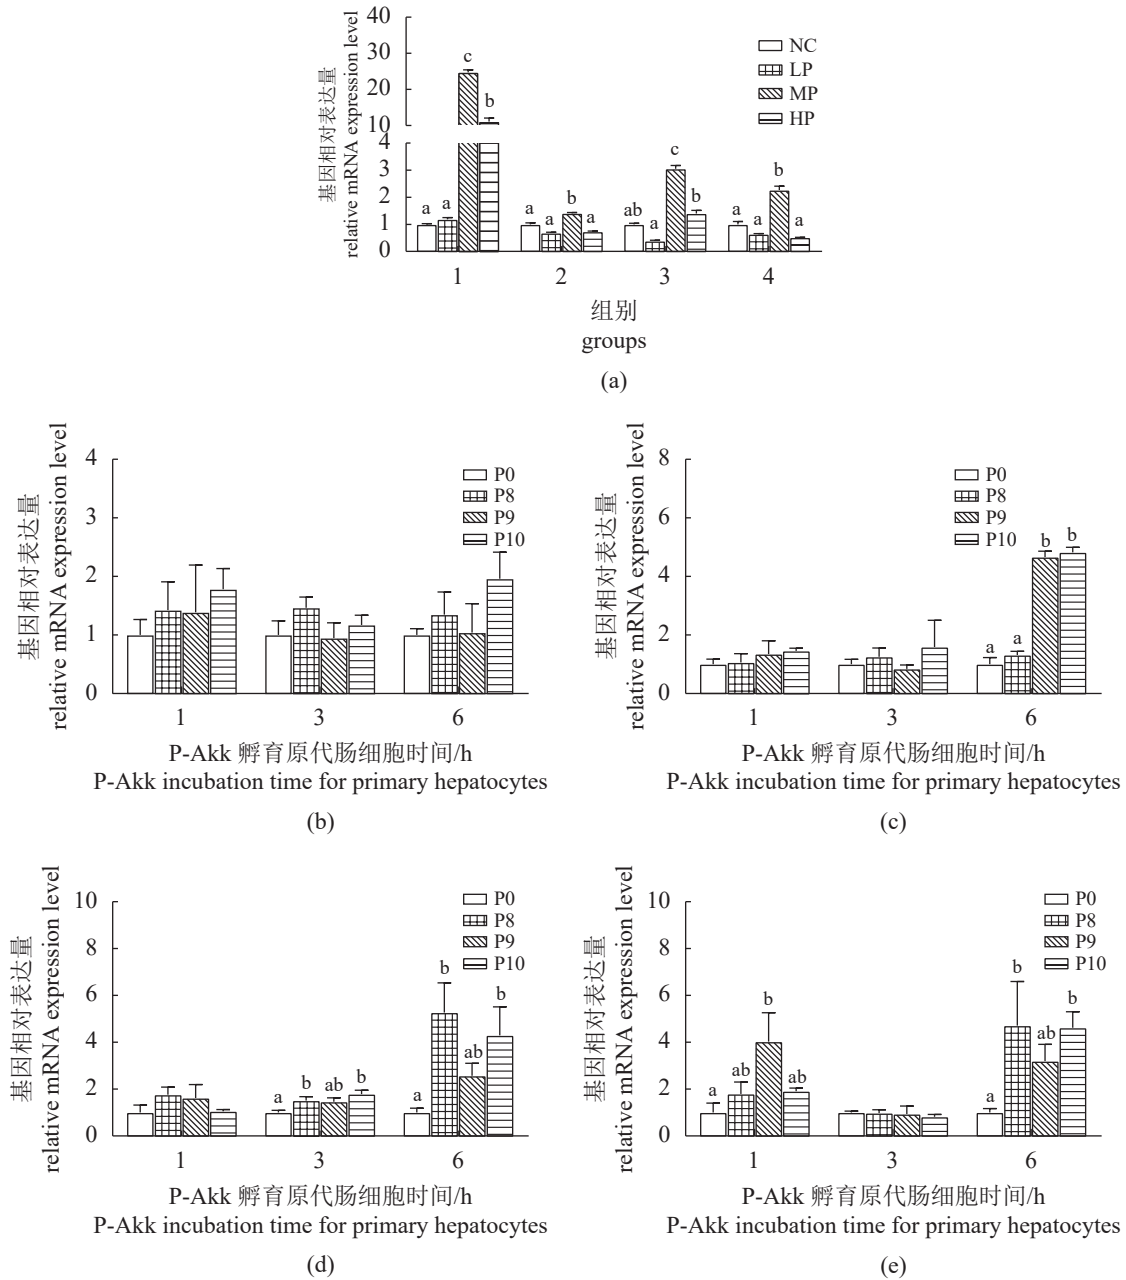 基因相对表达量
relative mRNA expression level
40
30
20
10
4
3
2
1
0
NC
LP
MP
HP
a
a
c
b
a
a
b
a
ab
a
c
b
a
a
b
a
1
2
3
4
组别
groups
(a)
基因相对表达量
relative mRNA expression level
4
3
2
1
0
P0
P8
P9
P10
1
3
6
P-Akk 孵育原代肠细胞时间/h
P-Akk incubation time for primary hepatocytes
(b)
基因相对表达量
relative mRNA expression level
8
6
4
2
0
P0
P8
P9
P10
a
a
b
b
1
3
6
P-Akk 孵育原代肠细胞时间/h
P-Akk incubation time for primary hepatocytes
(c)
基因相对表达量
relative mRNA expression level
10
8
6
4
2
0
P0
P8
P9
P10
a
b
ab
b
a
b
ab
b
1
3
6
P-Akk 孵育原代肠细胞时间/h
P-Akk incubation time for primary hepatocytes
(d)
基因相对表达量
relative mRNA expression level
10
8
6
4
2
0
P0
P8
P9
P10
a
ab
b
ab
a
b
ab
b
1
3
6
P-Akk 孵育原代肠细胞时间/h
P-Akk incubation time for primary hepatocytes
(e)